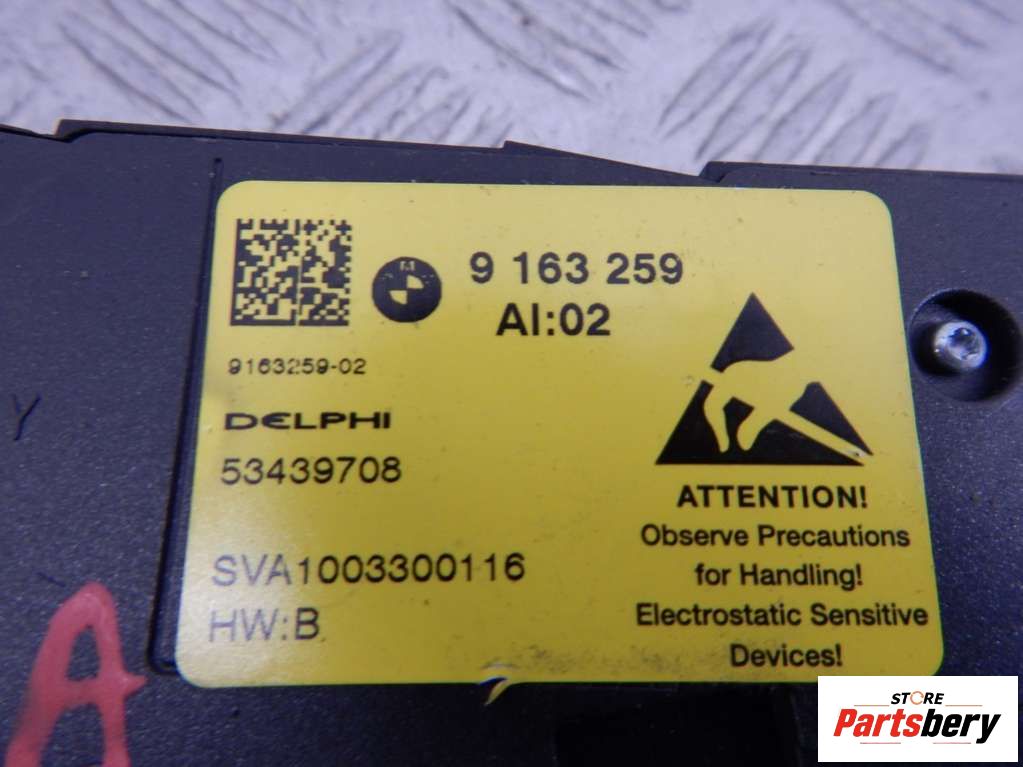 M
9 163 259
AI:02
9163259-02
DELPHI
53439708
SVA1003300116
HW:B
ATTENTION!
Observe Precautions
for Handling!
Electrostatic Sensitive
Devices!
Y
A
STORE
Partsbery